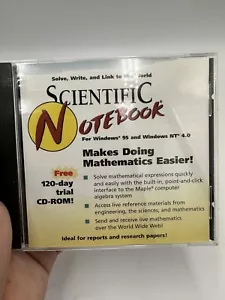 Solve, Write, and Link to the World
SCIENTIFIC
NOTEBOOK
For Windows® 95 and Windows NT® 4.0
Makes Doing
Mathematics Easier!
Free
120-day
trial
CD-ROM!
Solve mathematical expressions quickly
and easily with the built-in, point-and-click
interface to the Maple® computer
algebra system
Access live reference materials from
engineering, the sciences, and mathematics
Send and receive live mathematics
over the World Wide Web!
Ideal for reports and research papers!